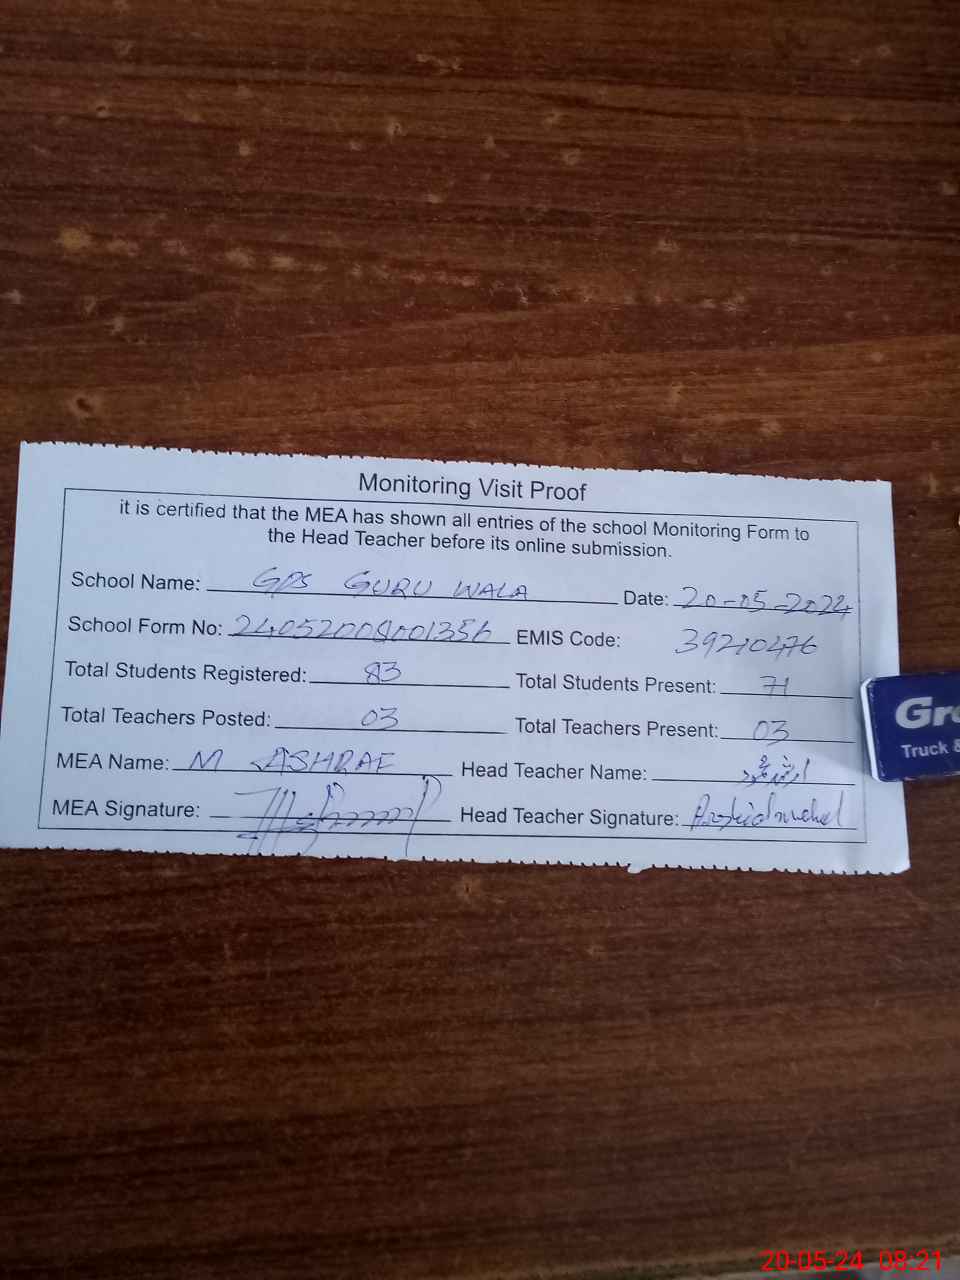 Monitoring Visit Proof
it is certified that the MEA has shown all entries of the school Monitoring Form to
the Head Teacher before its online submission.
School Name: GPS GURU WALA Date: 20-05-2024
School Form No: 24052008001356 EMIS Code: 39210476
Total Students Registered: 83 Total Students Present: 71
Total Teachers Posted: 03 Total Teachers Present: 03
MEA Name: M ASHRAF Head Teacher Name: ارشد محمود
MEA Signature: Head Teacher Signature:
Gr
Truck &
20-05-24 08:21